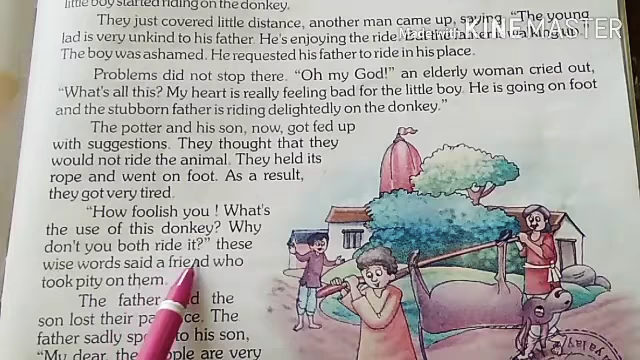 little boy started riding on the donkey.
They just covered little distance, another man came up, saying, "The young
lad is very unkind to his father. He's enjoying the ride
The boy was ashamed. He requested his father to ride in his place.
Made with KINEMASTER
Problems did not stop there. "Oh my God!" an elderly woman cried out,
"What's all this? My heart is really feeling bad for the little boy. He is going on foot
and the stubborn father is riding delightedly on the donkey."
The potter and his son, now, got fed up
with suggestions. They thought that they
would not ride the animal. They held its
rope and went on foot. As a result,
they got very tired.
"How foolish you ! What's
the use of this donkey? Why
don't you both ride it?" these
wise words said a friend who
took pity on them.
The father the
son lost their The
father sadly to his son,
"My dear, the are very